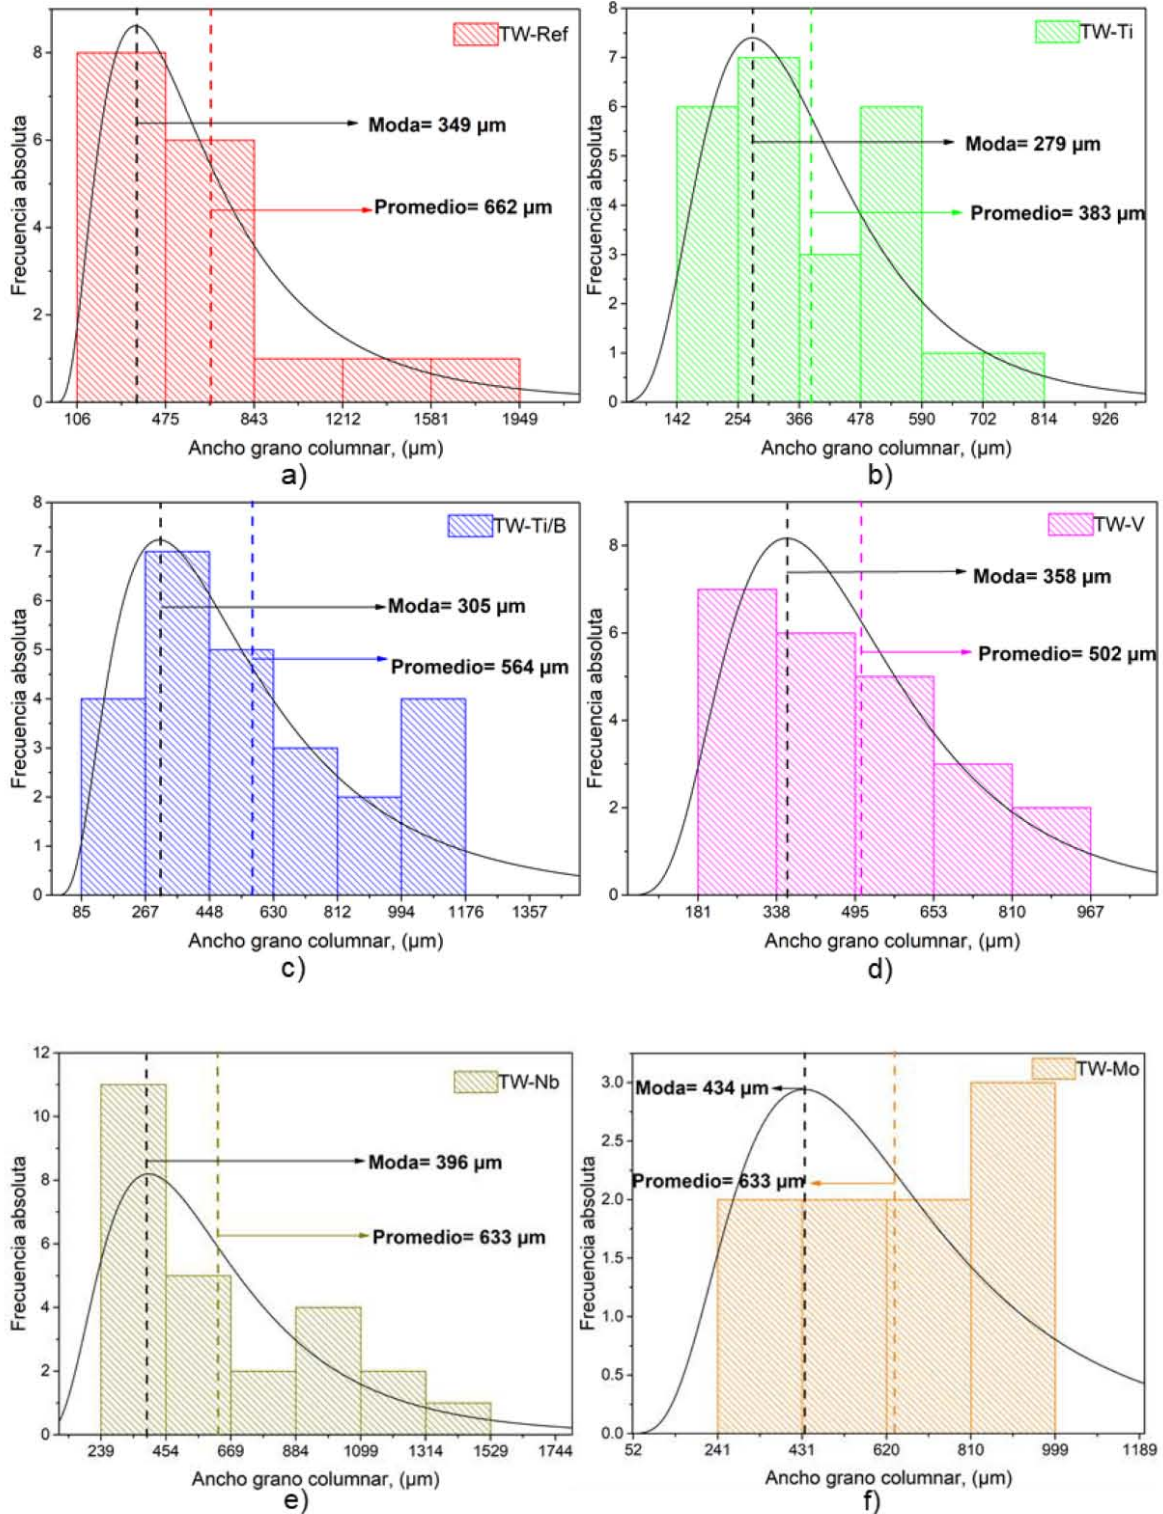 TW-Ref
Moda= 349 µm
Promedio= 662 µm
Frecuencia absoluta
8
6
4
2
0
106 475 843 1212 1581 1949
Ancho grano columnar, (µm)
a)
TW-Ti
Moda= 279 µm
Promedio= 383 µm
Frecuencia absoluta
8
7
6
5
4
3
2
1
0
142 254 366 478 590 702 814 926
Ancho grano columnar, (µm)
b)
TW-Ti/B
Moda= 305 µm
Promedio= 564 µm
Frecuencia absoluta
8
7
6
5
4
3
2
1
0
85 267 448 630 812 994 1176 1357
Ancho grano columnar, (µm)
c)
TW-V
Moda= 358 µm
Promedio= 502 µm
Frecuencia absoluta
8
6
4
2
0
181 338 495 653 810 967
Ancho grano columnar, (µm)
d)
TW-Nb
Moda= 396 µm
Promedio= 633 µm
Frecuencia absoluta
12
10
8
6
4
2
0
239 454 669 884 1099 1314 1529 1744
Ancho grano columnar, (µm)
e)
TW-Mo
Moda= 434 µm
Promedio= 633 µm
Frecuencia absoluta
3.0
2.5
2.0
1.5
1.0
0.5
0.0
52 241 431 620 810 999 1189
Ancho grano columnar, (µm)
f)